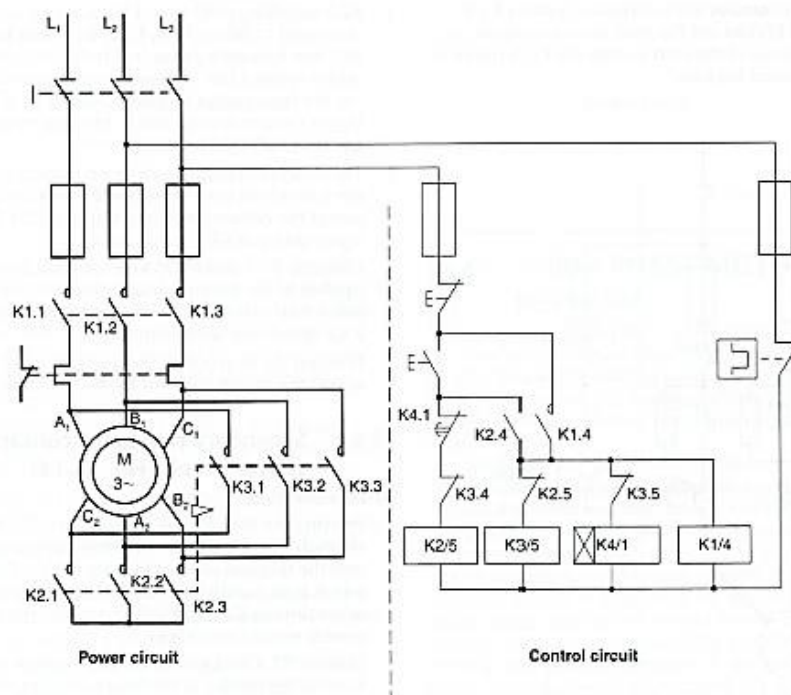 L1 L2 L3
K1.1 K1.2 K1.3
A1 B1 C1
M
3~
C2 A2 B2
K3.1 K3.2 K3.3
K2.1 K2.2 K2.3
Power circuit
K4.1 K2.4 K1.4
K3.4 K2.5 K3.5
K2/5 K3/5 K4/1 K1/4
Control circuit